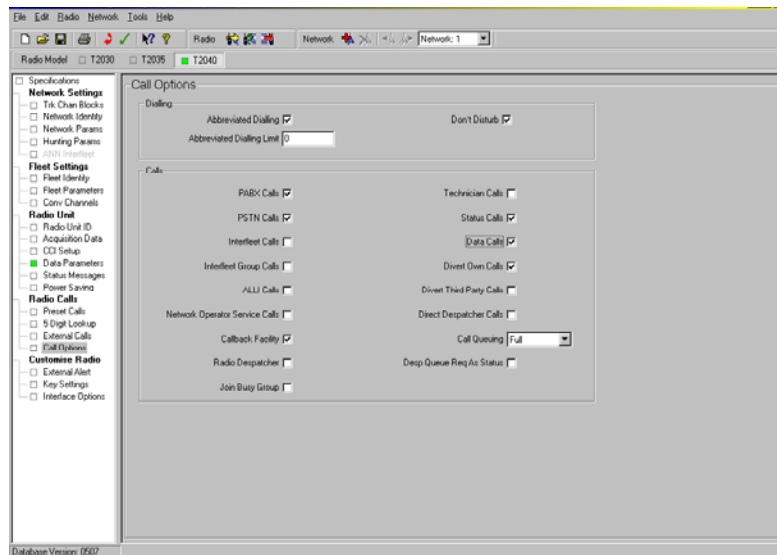 File Edit Radio Network Tools Help
Radio Network Network: 1
Radio Model T2030 T2035 T2040
Specifications
Network Settings
Trk Chan Blocks
Network Identity
Network Params
Hunting Params
ANN Interfleet
Fleet Settings
Fleet Identity
Fleet Parameters
Conv Channels
Radio Unit
Radio Unit ID
Acquisition Data
CCI Setup
Data Parameters
Status Messages
Power Saving
Radio Calls
Preset Calls
5 Digit Lookup
External Calls
Call Options
Customise Radio
External Alert
Key Settings
Interface Options
Call Options
Dialling
Abbreviated Dialling Don't Disturb
Abbreviated Dialling Limit 0
Calls
PABX Calls Technician Calls
PSTN Calls Status Calls
Interfleet Calls Data Calls
Interfleet Group Calls Divert Own Calls
ALLI Calls Divert Third Party Calls
Network Operator Service Calls Direct Despatcher Calls
Callback Facility Call Queuing Full
Radio Despatcher Desp Queue Req As Status
Join Busy Group
Database Version: 0507